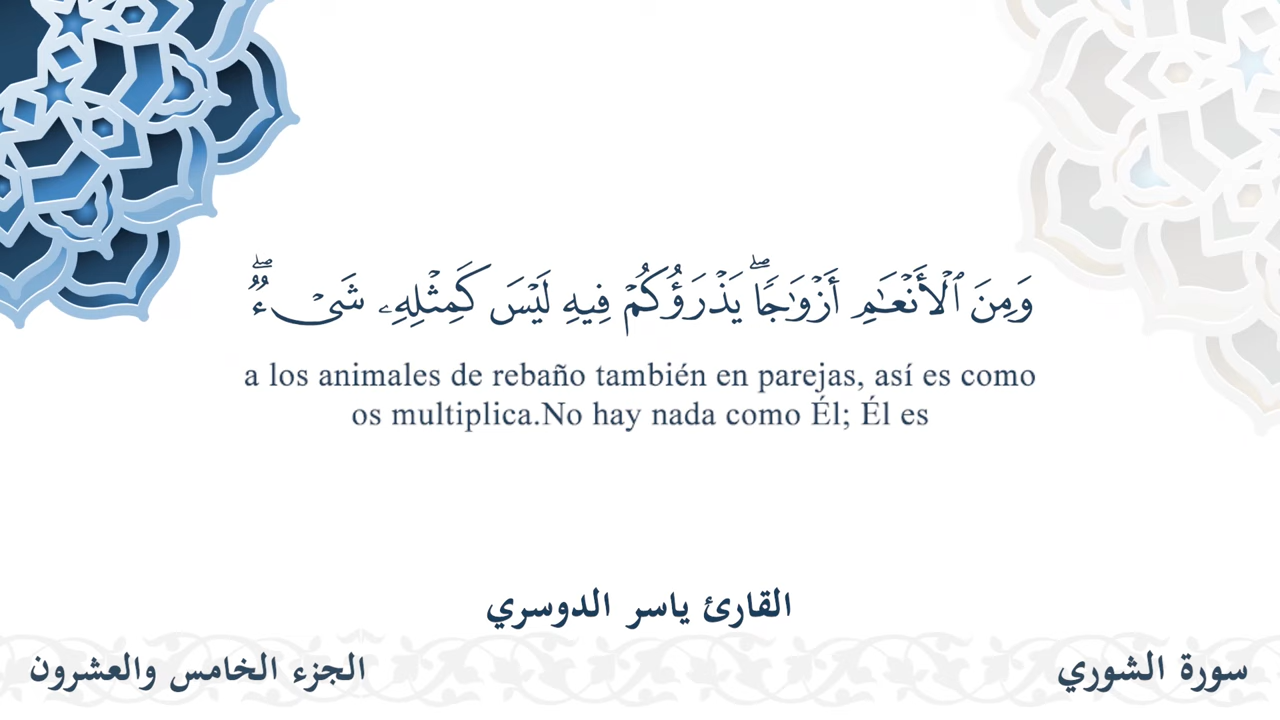 وَمِنَ ٱلْأَنْعَـٰمِ أَزْوَٰجًا ۖ يَذْرَؤُكُمْ فِيهِ لَيْسَ كَمِثْلِهِۦ شَىْءٌ ۖ
a los animales de rebaño también en parejas, así es como
os multiplica.No hay nada como Él; Él es
القارئ ياسر الدوسري
سورة الشوري
الجزء الخامس والعشرون